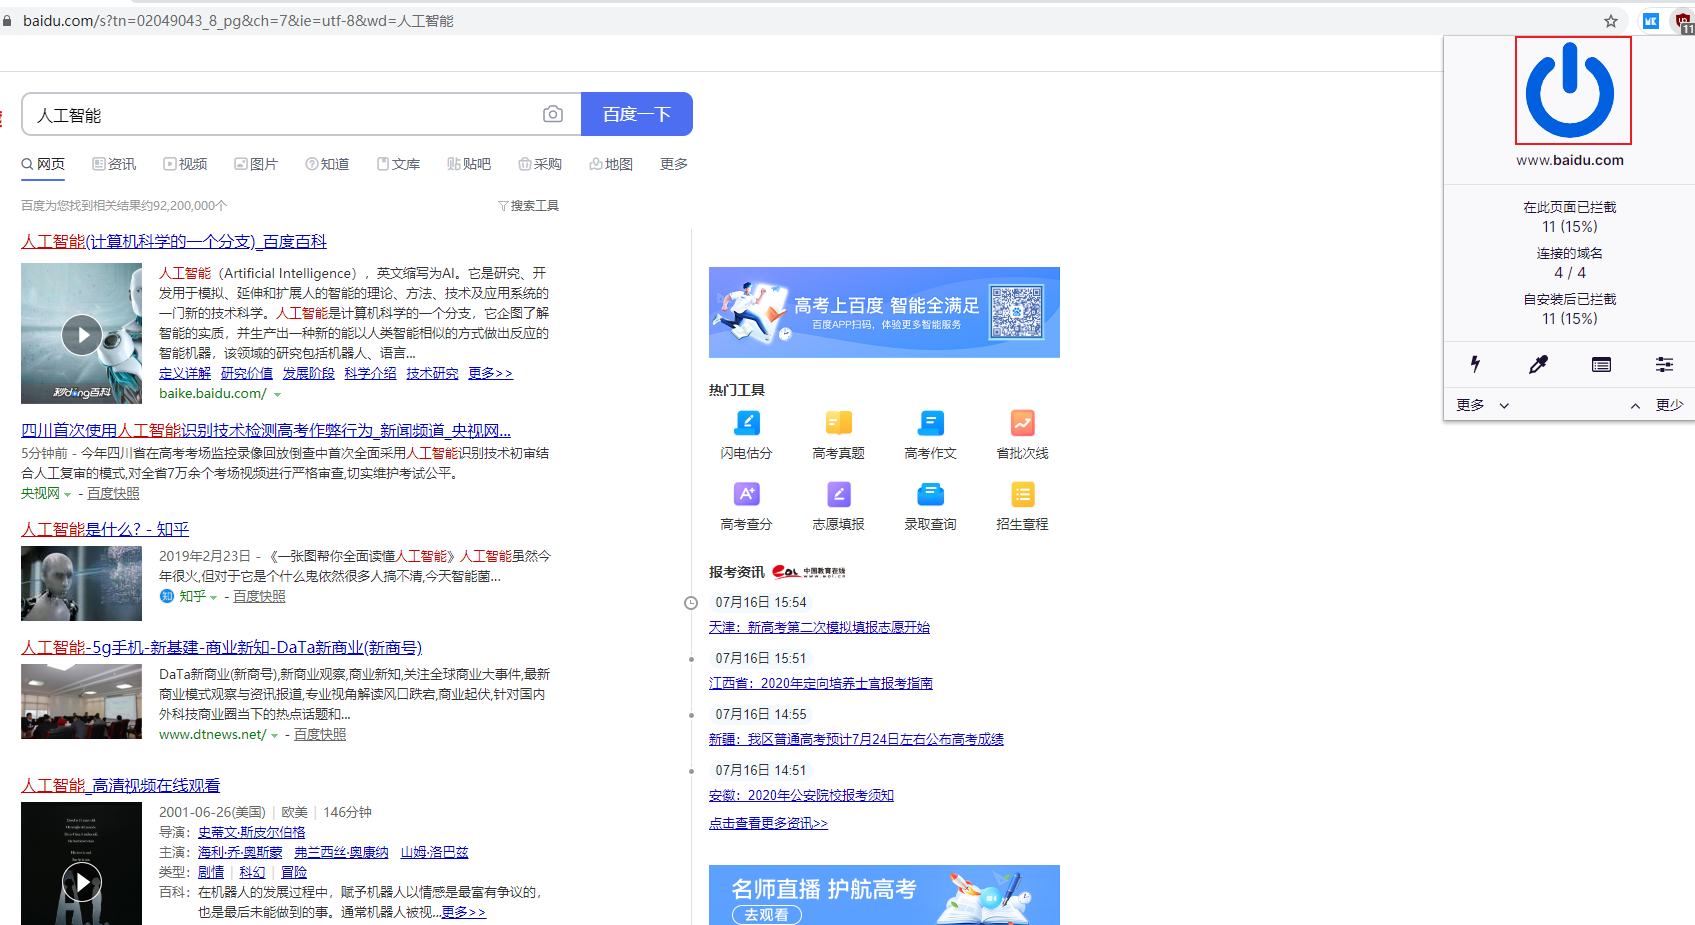 baidu.com/s?tn=02049043_8_pg&ch=7&ie=utf-8&wd=人工智能
11
人工智能
百度一下
网页 资讯 视频 图片 知道 文库 贴吧 采购 地图 更多
百度为您找到相关结果约92,200,000个
搜索工具
人工智能(计算机科学的一个分支)_百度百科
人工智能（Artificial Intelligence），英文缩写为AI。它是研究、开
发用于模拟、延伸和扩展人的智能的理论、方法、技术及应用系统的
一门新的技术科学。人工智能是计算机科学的一个分支，它企图了解
智能的实质，并生产出一种新的能以人类智能相似的方式做出反应的
智能机器，该领域的研究包括机器人、语言...
定义详解 研究价值 发展阶段 科学介绍 技术研究 更多>>
baike.baidu.com/
秒dong百科
四川首次使用人工智能识别技术检测高考作弊行为_新闻频道_央视网...
5分钟前 - 今年四川省在高考考场监控录像回放倒查中首次全面采用人工智能识别技术初审结
合人工复审的模式,对全省7万余个考场视频进行严格审查,切实维护考试公平。
央视网 - 百度快照
人工智能是什么? - 知乎
2019年2月23日 - 《一张图帮你全面读懂人工智能》人工智能虽然今
年很火,但对于它是个什么鬼依然很多人搞不清,今天智能菌...
知 知乎 - 百度快照
人工智能-5g手机-新基建-商业新知-DaTa新商业(新商号)
DaTa新商业(新商号),新商业观察,商业新知,关注全球商业大事件,最新
商业模式观察与资讯报道,专业视角解读风口跌宕,商业起伏,针对国内
外科技商业圈当下的热点话题和...
www.dtnews.net/ - 百度快照
人工智能_高清视频在线观看
2001-06-26(美国) | 欧美 | 146分钟
导演：史蒂文·斯皮尔伯格
主演：海利·乔·奥斯蒙 弗兰西丝·奥康纳 山姆·洛巴兹
类型：剧情 | 科幻 | 冒险
百科：在机器人的发展过程中，赋予机器人以情感是最富有争议的，
也是最后未能做到的事。通常机器人被视...更多>>
高考上百度 智能全满足
百度APP扫码，体验更多智能服务
热门工具
闪电估分 高考真题 高考作文 省批次线
高考查分 志愿填报 录取查询 招生章程
报考资讯 eol 中国教育在线
www.eol.cn
07月16日 15:54
天津：新高考第二次模拟填报志愿开始
07月16日 15:51
江西省：2020年定向培养士官报考指南
07月16日 14:55
新疆：我区普通高考预计7月24日左右公布高考成绩
07月16日 14:51
安徽：2020年公安院校报考须知
点击查看更多资讯>>
名师直播 护航高考
去观看
www.baidu.com
在此页面已拦截
11 (15%)
连接的域名
4 / 4
自安装后已拦截
11 (15%)
更多 更少